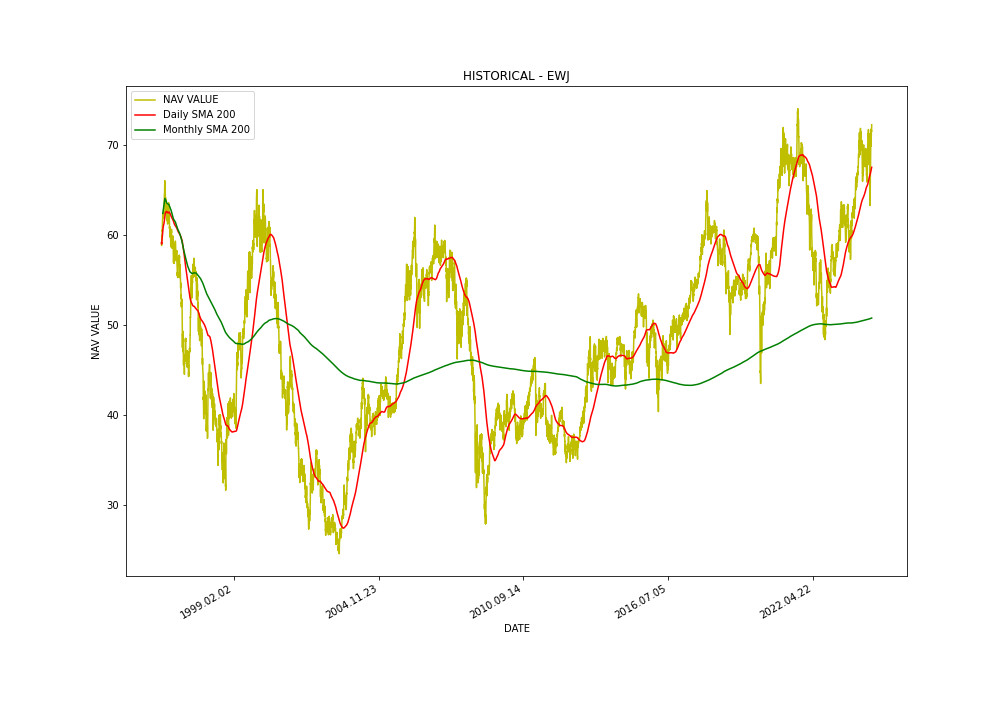 HISTORICAL - EWJ
NAV VALUE
Daily SMA 200
Monthly SMA 200
NAV VALUE
70
60
50
40
30
1999.02.02
2004.11.23
2010.09.14
2016.07.05
2022.04.22
DATE